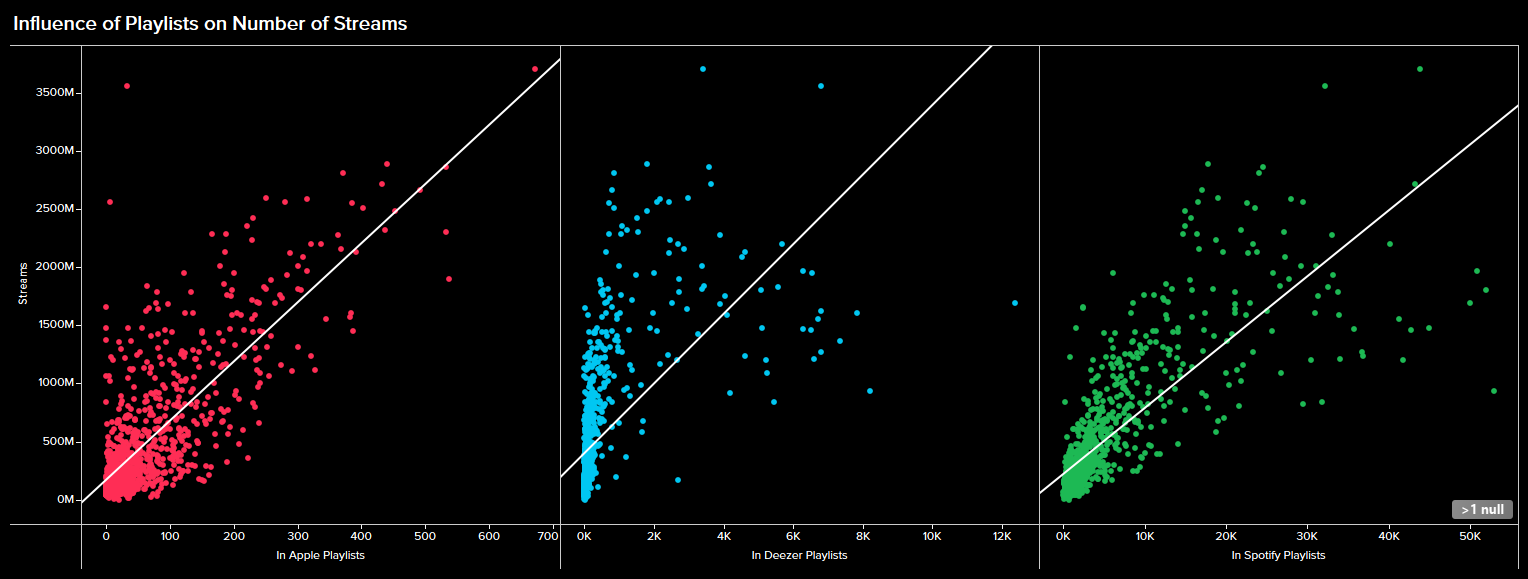 Influence of Playlists on Number of Streams
Streams
3500M
3000M
2500M
2000M
1500M
1000M
500M
0M
0 100 200 300 400 500 600 700
In Apple Playlists
0K 2K 4K 6K 8K 10K 12K
In Deezer Playlists
0K 10K 20K 30K 40K 50K
In Spotify Playlists
>1 null